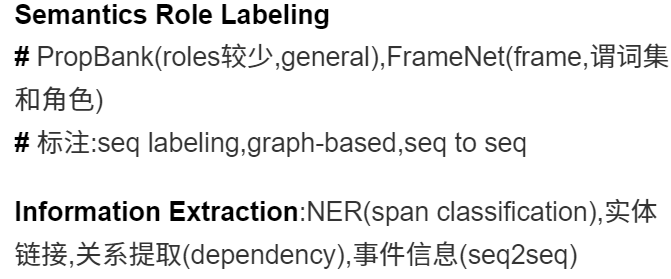 Semantics Role Labeling
# PropBank(roles较少,general),FrameNet(frame,谓词集
和角色)
# 标注:seq labeling,graph-based,seq to seq
Information Extraction:NER(span classification),实体
链接,关系提取(dependency),事件信息(seq2seq)